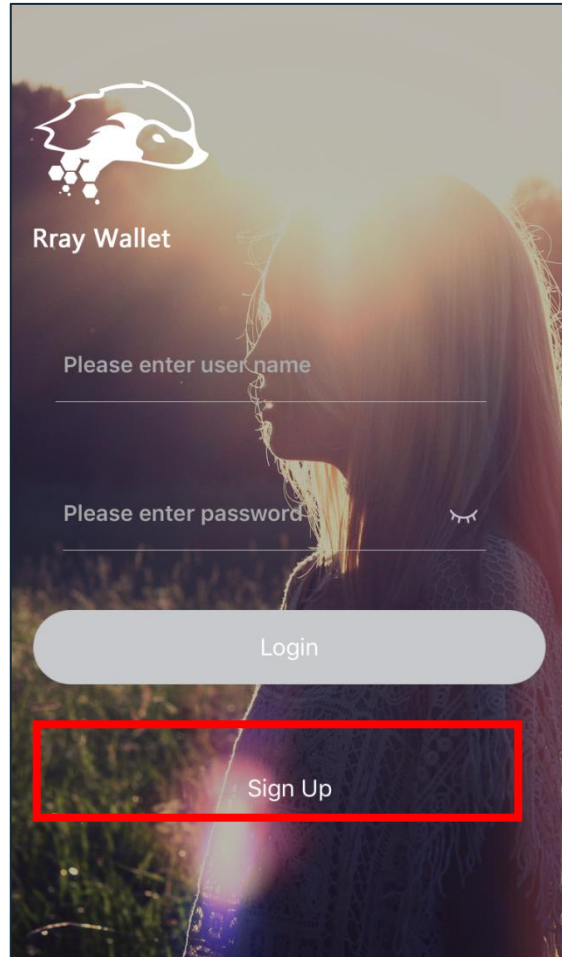 Rray Wallet
Please enter user name
Please enter password
Login
Sign Up